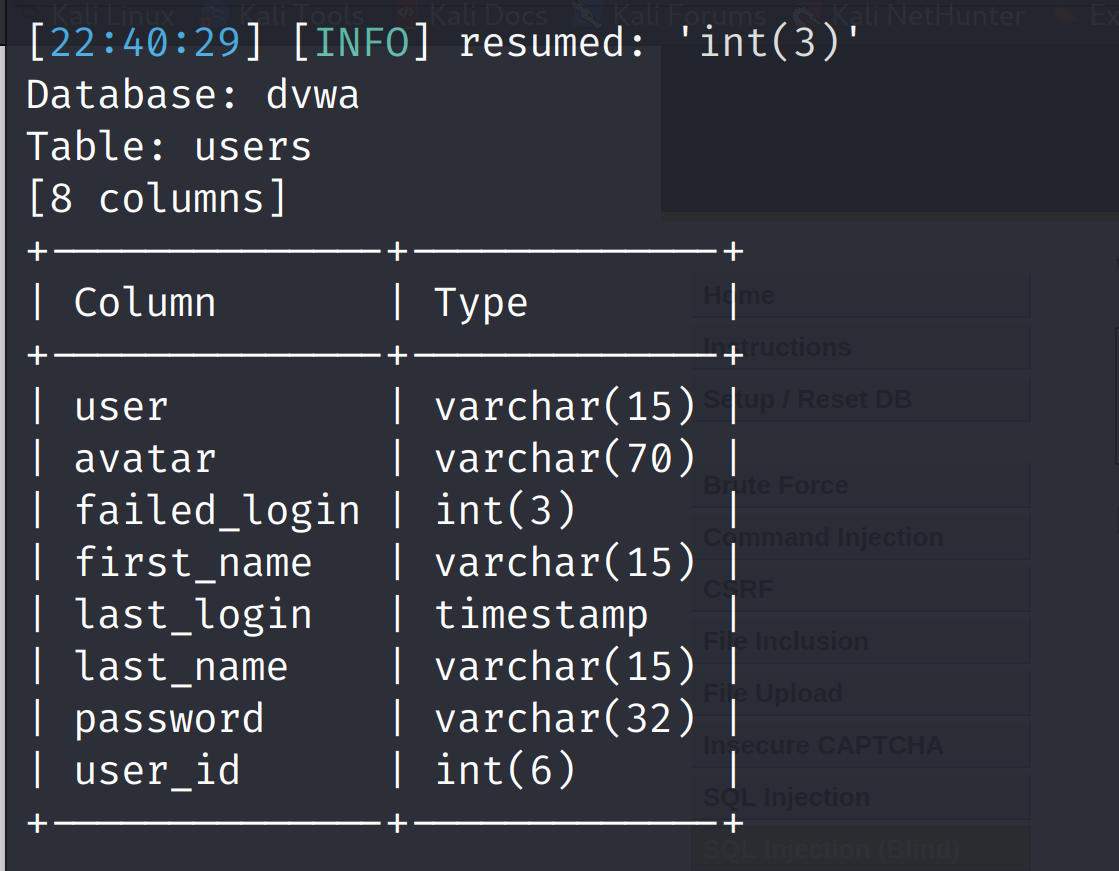 Kali Linux Kali Tools Kali Docs Kali Forums Kali NetHunter Ex
[22:40:29] [INFO] resumed: 'int(3)'
Database: dvwa
Table: users
[8 columns]
+--------------+-------------+
| Column | Type |
+--------------+-------------+
| user | varchar(15) |
| avatar | varchar(70) |
| failed_login | int(3) |
| first_name | varchar(15) |
| last_login | timestamp |
| last_name | varchar(15) |
| password | varchar(32) |
| user_id | int(6) |
+--------------+-------------+
Home
Instructions
Setup / Reset DB
Brute Force
Command Injection
CSRF
File Inclusion
File Upload
Insecure CAPTCHA
SQL Injection
SQL Injection (Blind)